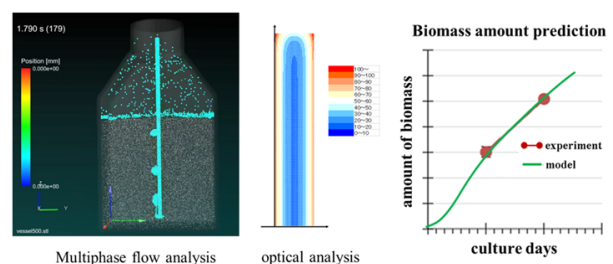 1.790 s (179)
Position [mm]
0.000e+00
0.000e+00
Z
Y
vessel500.stl
Multiphase flow analysis
100~
90~100
80~90
70~80
60~70
50~60
40~50
30~40
20~30
10~20
0~10
optical analysis
Biomass amount prediction
amount of biomass
experiment
model
culture days